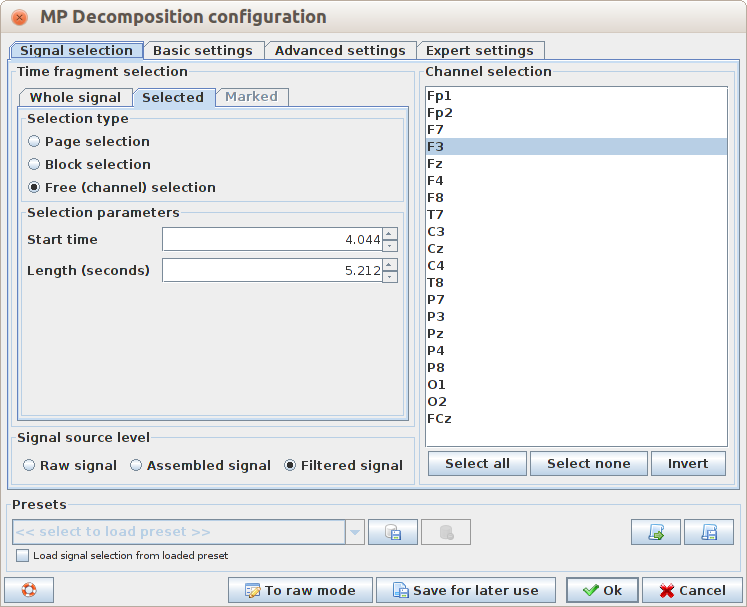 MP Decomposition configuration
Signal selection Basic settings Advanced settings Expert settings
Time fragment selection
Whole signal Selected Marked
Selection type
Page selection
Block selection
Free (channel) selection
Selection parameters
Start time 4.044
Length (seconds) 5.212
Signal source level
Raw signal Assembled signal Filtered signal
Channel selection
Fp1
Fp2
F7
F3
Fz
F4
F8
T7
C3
Cz
C4
T8
P7
P3
Pz
P4
P8
O1
O2
FCz
Select all Select none Invert
Presets
<< select to load preset >>
Load signal selection from loaded preset
To raw mode Save for later use Ok Cancel